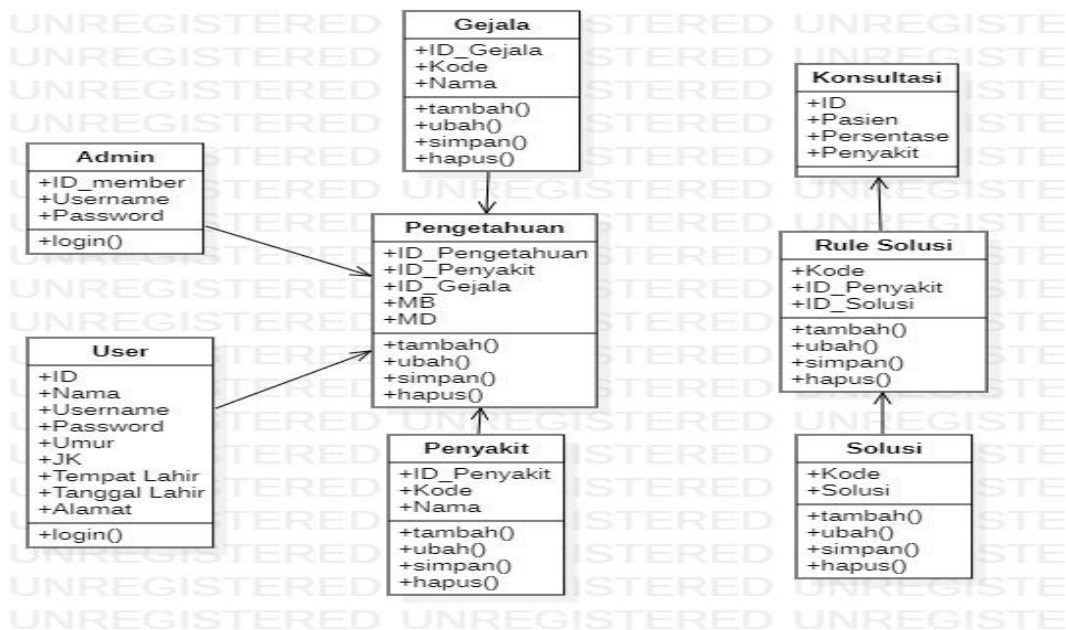 Gejala
+ID_Gejala
+Kode
+Nama
+tambah()
+ubah()
+simpan()
+hapus()
Konsultasi
+ID
+Pasien
+Persentase
+Penyakit
Admin
+ID_member
+Username
+Password
+login()
Pengetahuan
+ID_Pengetahuan
+ID_Penyakit
+ID_Gejala
+MB
+MD
+tambah()
+ubah()
+simpan()
+hapus()
Rule Solusi
+Kode
+ID_Penyakit
+ID_Solusi
+tambah()
+ubah()
+simpan()
+hapus()
User
+ID
+Nama
+Username
+Password
+Umur
+JK
+Tempat Lahir
+Tanggal Lahir
+Alamat
+login()
Penyakit
+ID_Penyakit
+Kode
+Nama
+tambah()
+ubah()
+simpan()
+hapus()
Solusi
+Kode
+Solusi
+tambah()
+ubah()
+simpan()
+hapus()
UNREGISTERED UNREGISTERED UNREGISTE